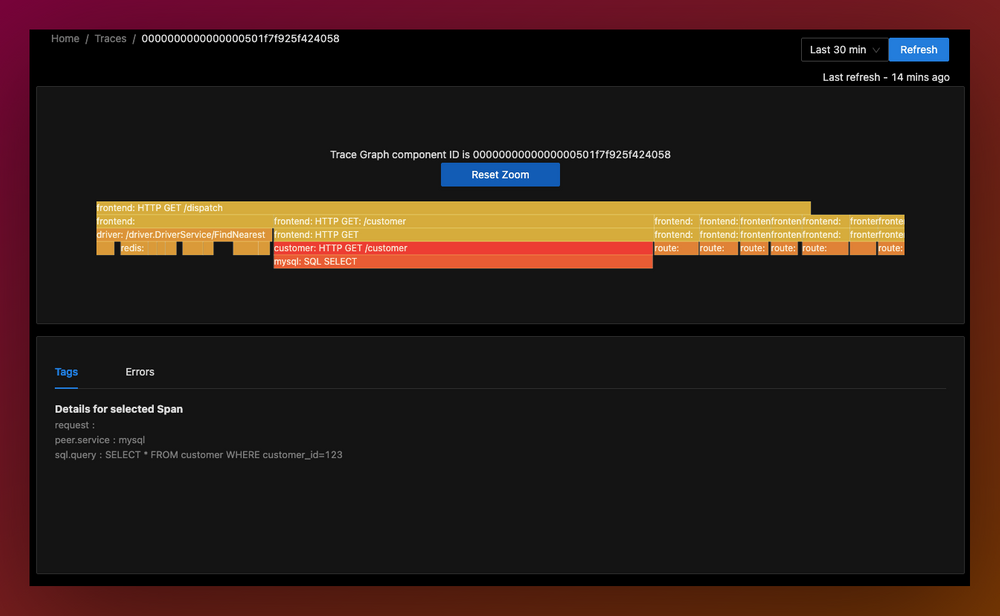 Home / Traces / 0000000000000000501f7f925f424058
Last 30 min
Refresh
Last refresh - 14 mins ago
Trace Graph component ID is 0000000000000000501f7f925f424058
Reset Zoom
frontend: HTTP GET /dispatch
frontend: frontend: HTTP GET: /customer frontend: frontend: frontenfrontenfrontend: frontefronte
driver: /driver.DriverService/FindNearest frontend: HTTP GET frontend: frontend: frontenfrontenfrontend: frontefronte
redis: customer: HTTP GET /customer route: route: route: route: route: route:
mysql: SQL SELECT
Tags Errors
Details for selected Span
request :
peer.service : mysql
sql.query : SELECT * FROM customer WHERE customer_id=123